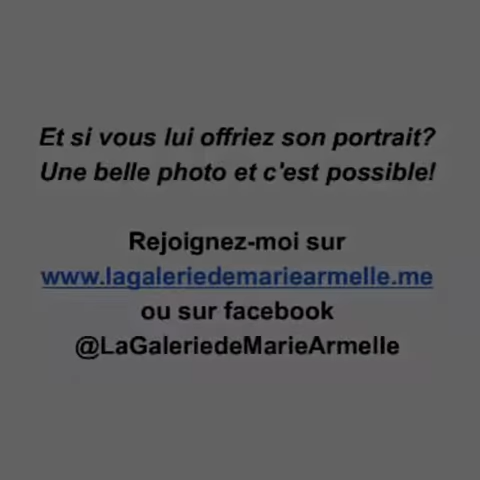 Et si vous lui offriez son portrait?
Une belle photo et c'est possible!
Rejoignez-moi sur
www.lagaleriedemariearmelle.me
ou sur facebook
@LaGaleriedeMarieArmelle